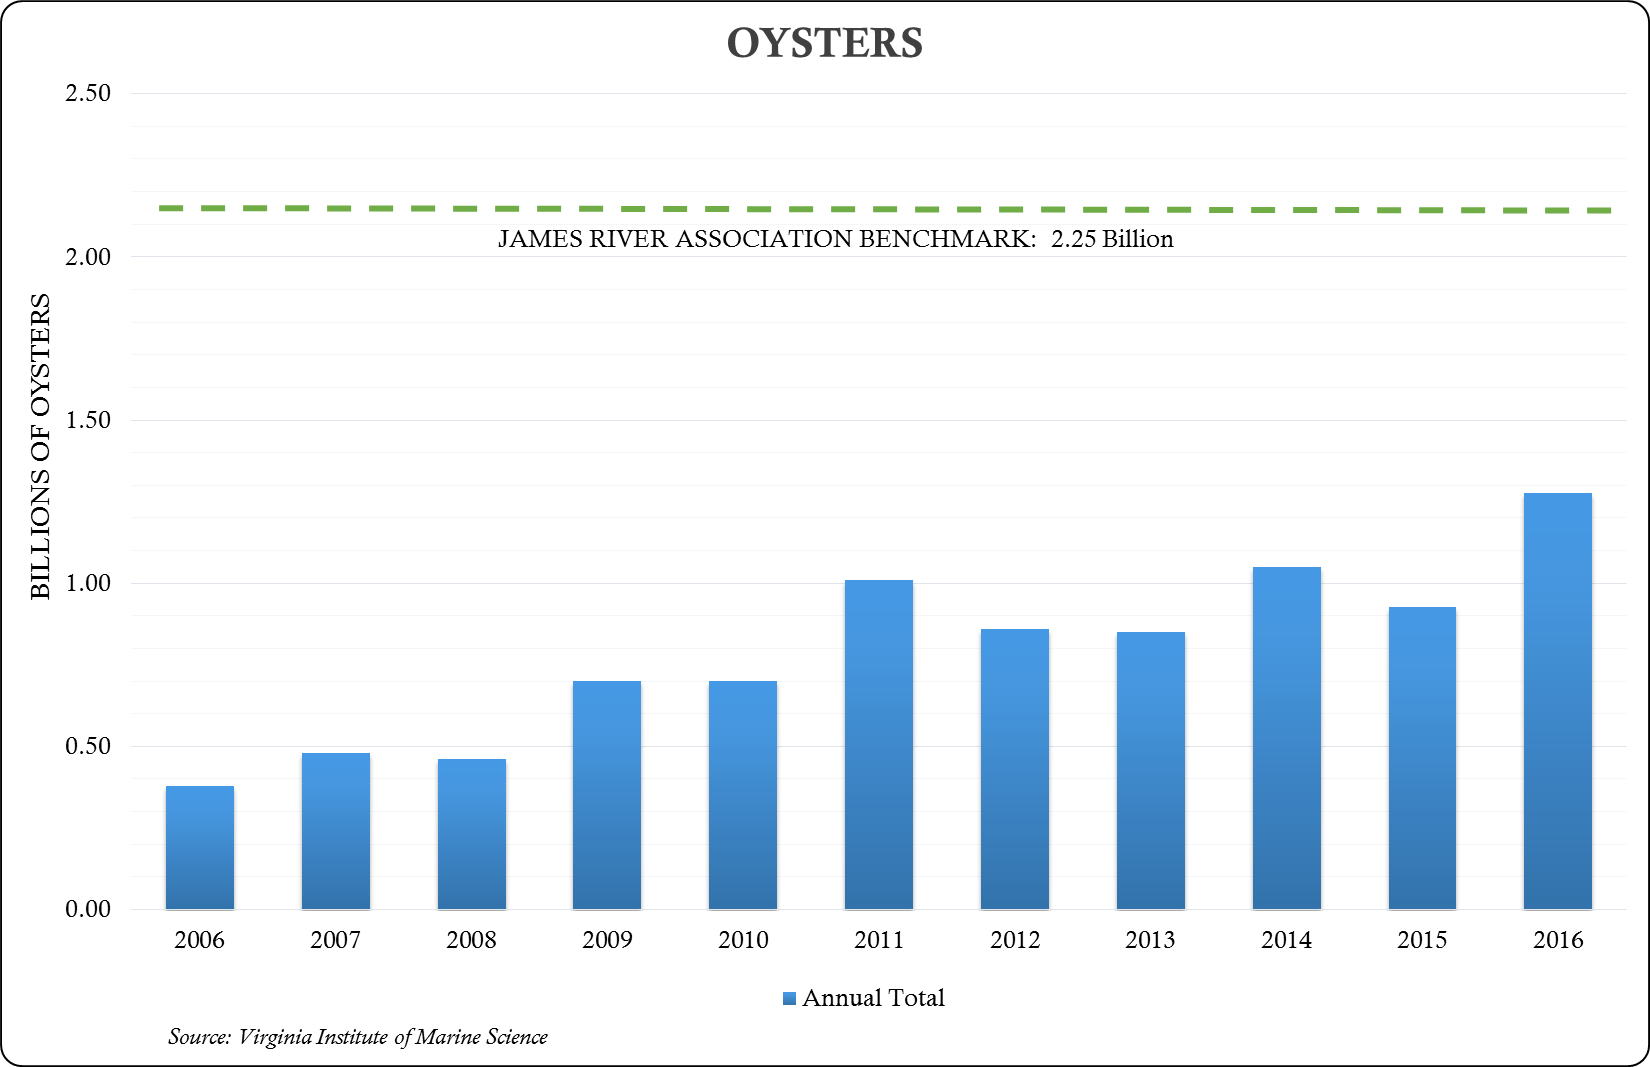 OYSTERS
2.50
JAMES RIVER ASSOCIATION BENCHMARK:  2.25 Billion
2.00
BILLIONS OF OYSTERS
1.50
1.00
0.50
0.00
2006 2007 2008 2009 2010 2011 2012 2013 2014 2015 2016
Annual Total
Source: Virginia Institute of Marine Science